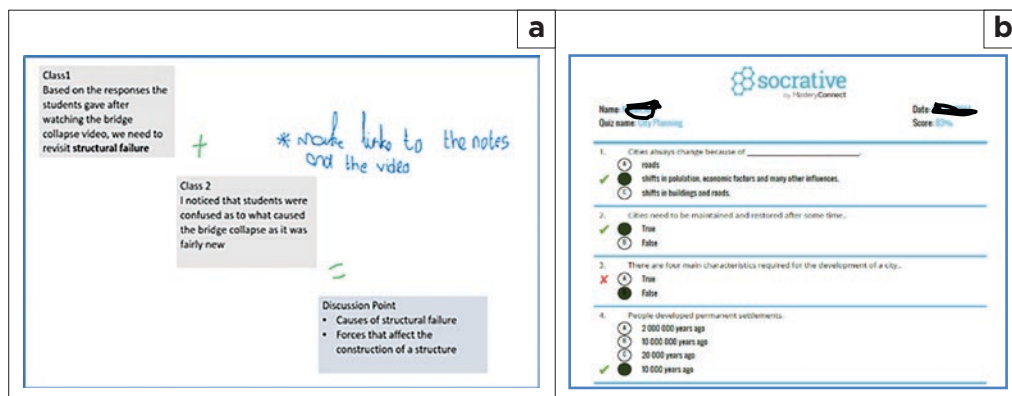 a
Class1
Based on the responses the
students gave after
watching the bridge
collapse video, we need to
revisit structural failure
+
* make links to the notes
and the video
Class 2
I noticed that students were
confused as to what caused
the bridge collapse as it was
fairly new
=
Discussion Point
• Causes of structural failure
• Forces that affect the
construction of a structure
b
socrative
by MasteryConnect
Name:
Date:
Quiz name: City Planning
Score: 83%
1. Cities always change because of ____________________.
A roads
shifts in polulation, economic factors and many other influences.
C shifts in buildings and roads.
2. Cities need to be maintained and restored after some time..
True
B False
3. There are four main characteristics required for the development of a city..
A True
False
4. People developed permanent settlements:
A 2 000 000 years ago
B 10 000 000 years ago
C 20 000 years ago
10 000 years ago